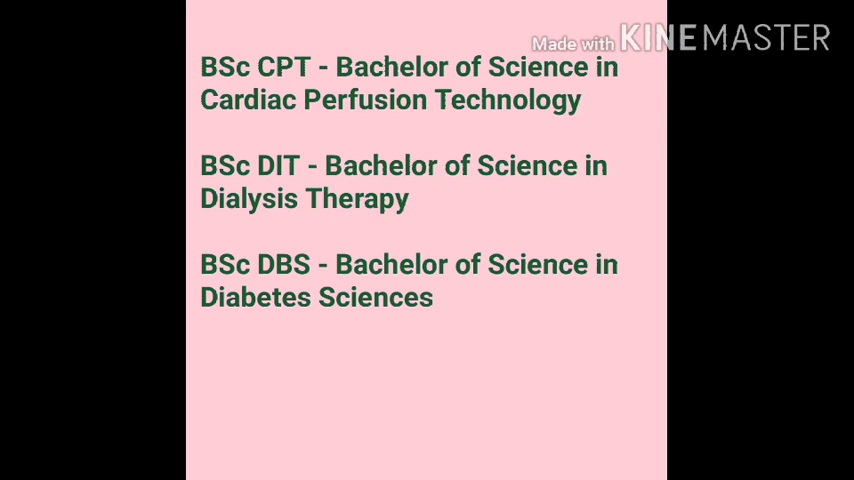 Made with KINEMASTER
BSc CPT - Bachelor of Science in
Cardiac Perfusion Technology
BSc DIT - Bachelor of Science in
Dialysis Therapy
BSc DBS - Bachelor of Science in
Diabetes Sciences